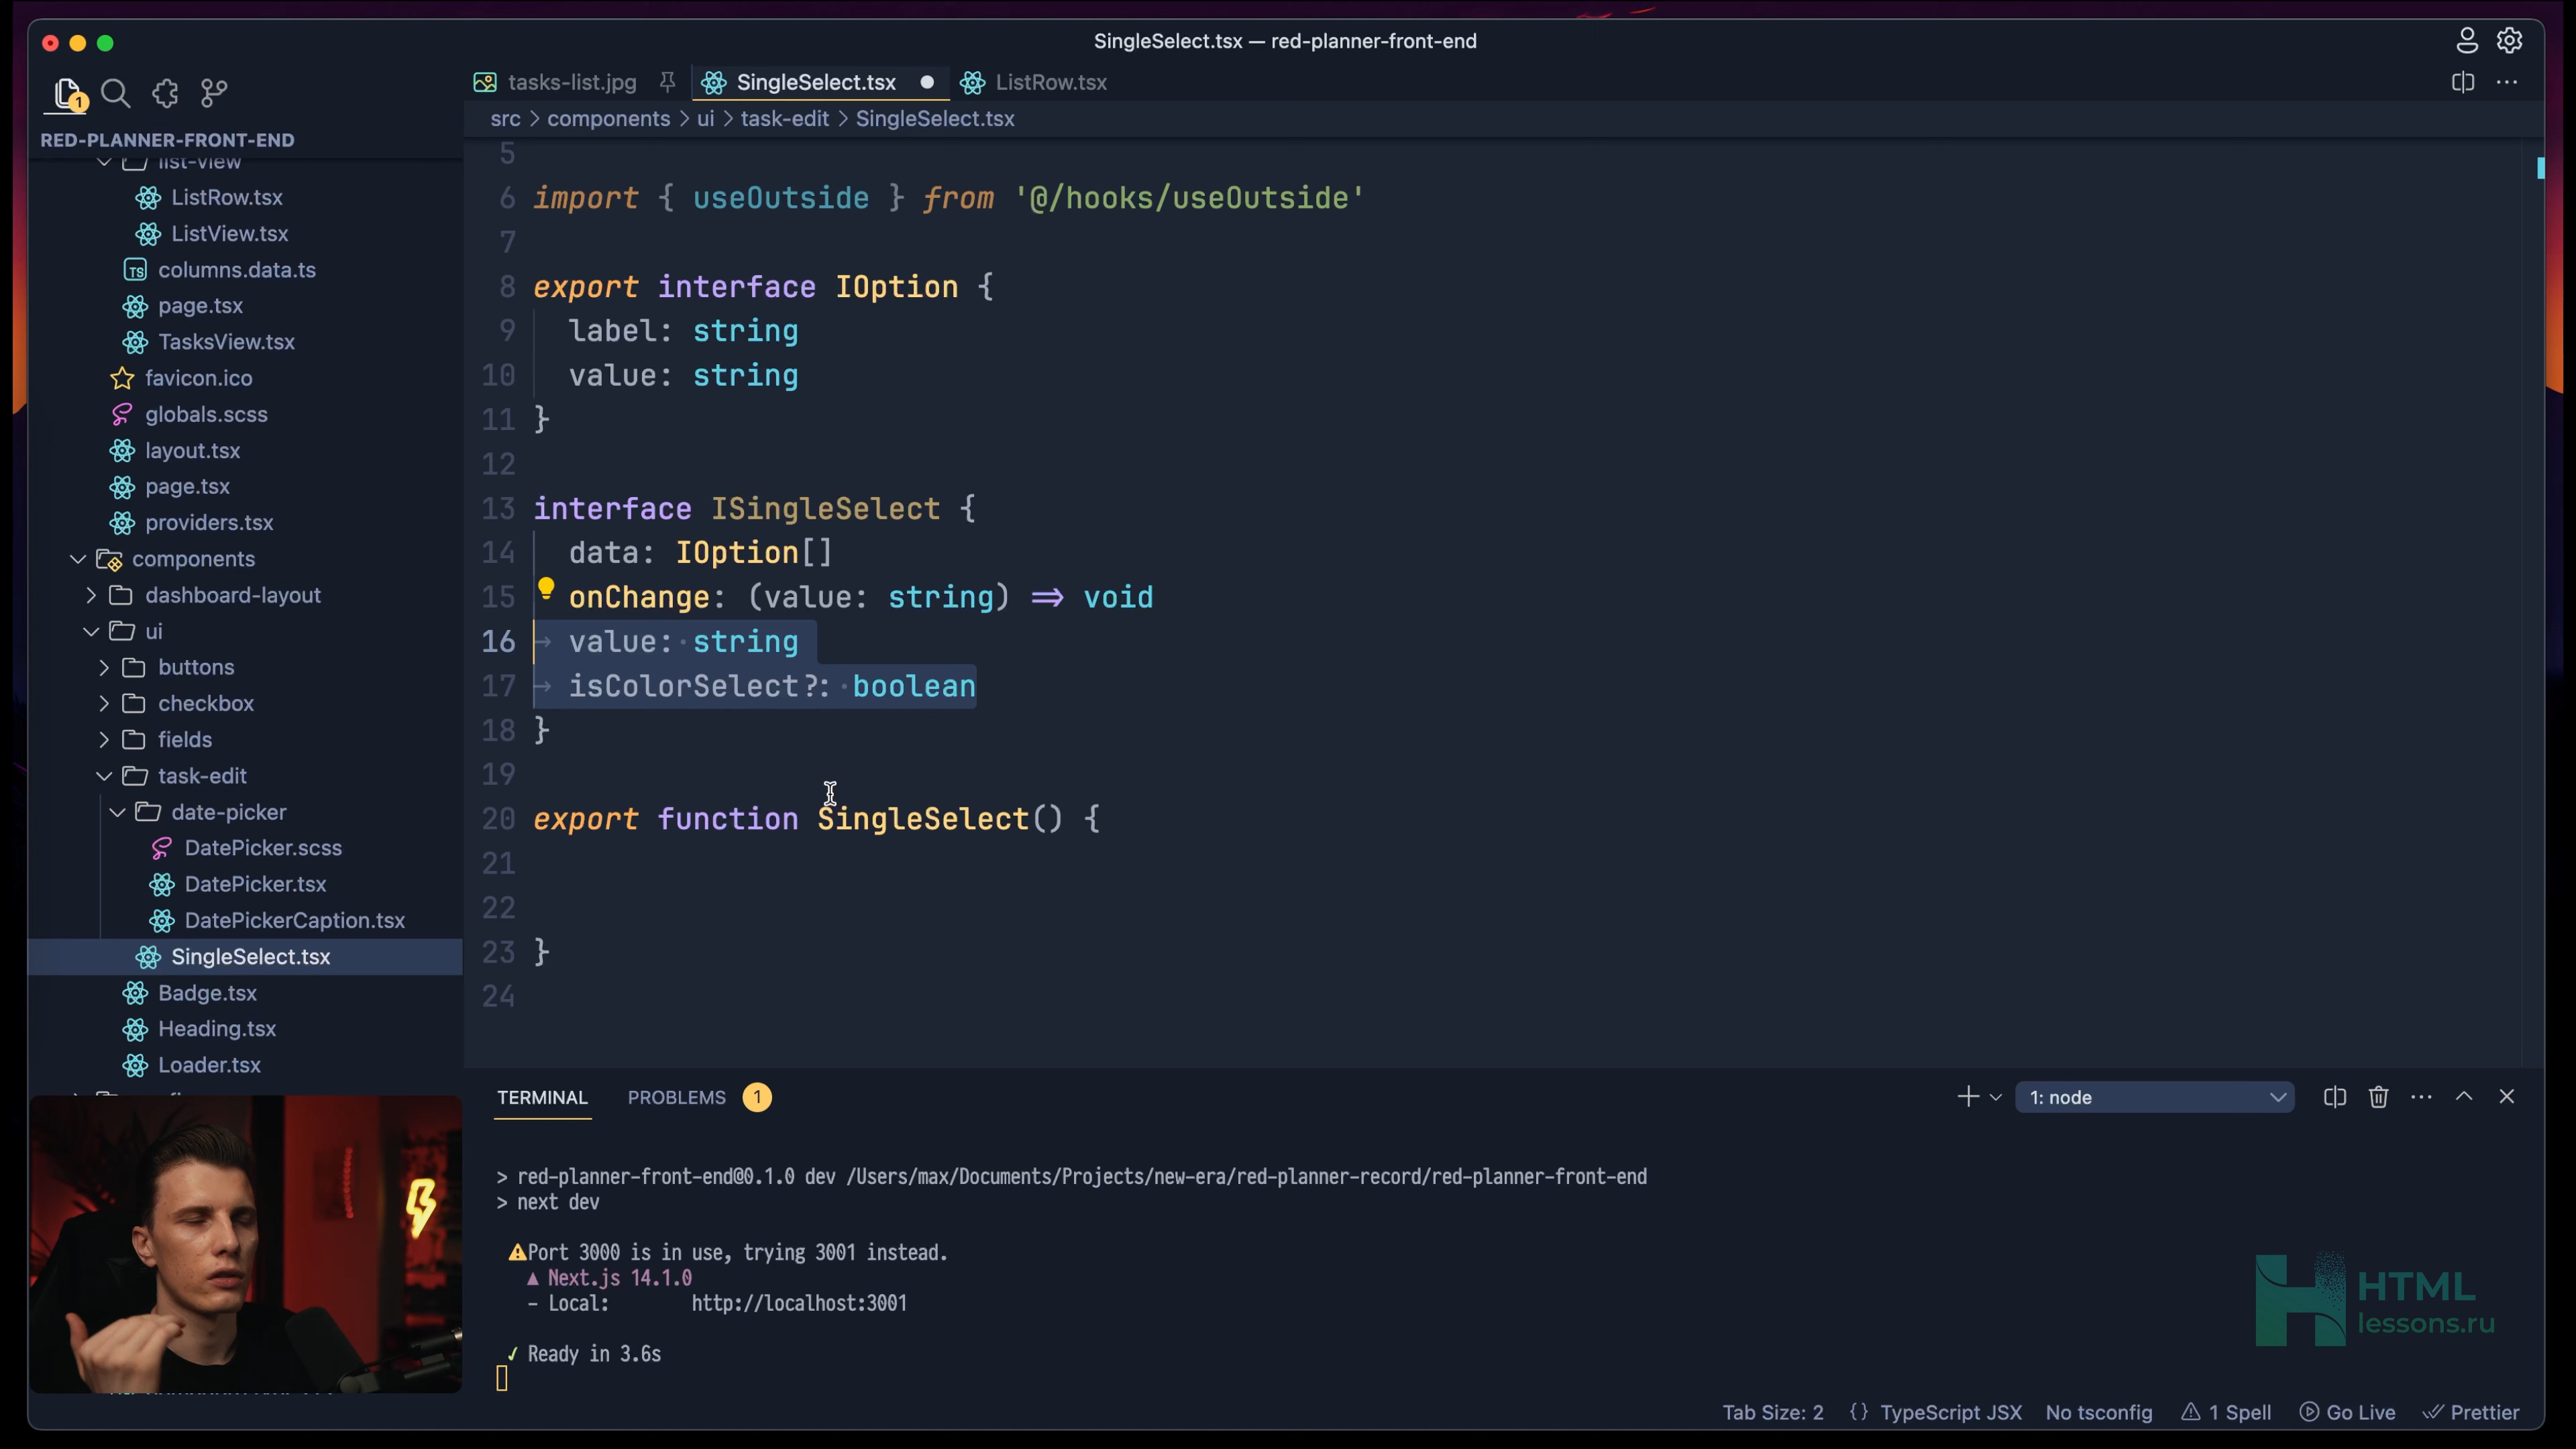 SingleSelect.tsx — red-planner-front-end
1
RED-PLANNER-FRONT-END
list-view
ListRow.tsx
ListView.tsx
TS columns.data.ts
page.tsx
TasksView.tsx
favicon.ico
globals.scss
layout.tsx
page.tsx
providers.tsx
components
dashboard-layout
ui
buttons
checkbox
fields
task-edit
date-picker
DatePicker.scss
DatePicker.tsx
DatePickerCaption.tsx
SingleSelect.tsx
Badge.tsx
Heading.tsx
Loader.tsx
tasks-list.jpg SingleSelect.tsx ListRow.tsx
src > components > ui > task-edit > SingleSelect.tsx
5
6 import { useOutside } from '@/hooks/useOutside'
7
8 export interface IOption {
9 label: string
10 value: string
11 }
12
13 interface ISingleSelect {
14 data: IOption[]
15 onChange: (value: string) => void
16 value: string
17 isColorSelect?: boolean
18 }
19
20 export function SingleSelect() {
21
22
23 }
24
TERMINAL PROBLEMS 1 1: node
> red-planner-front-end@0.1.0 dev /Users/max/Documents/Projects/new-era/red-planner-record/red-planner-front-end
> next dev
⚠Port 3000 is in use, trying 3001 instead.
▲ Next.js 14.1.0
- Local: http://localhost:3001
✓ Ready in 3.6s
HTML
lessons.ru
Tab Size: 2 {} TypeScript JSX No tsconfig 1 Spell Go Live Prettier